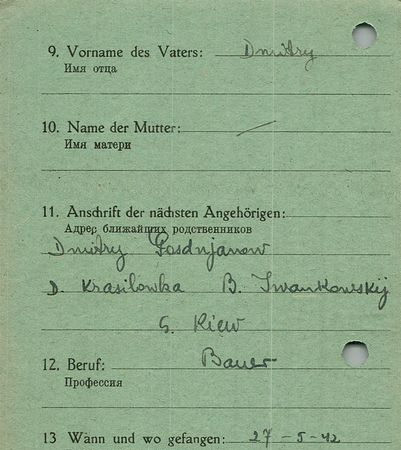 9. Vorname des Vaters: Dmitry
Имя отца
10. Name der Mutter: —
Имя матери
11. Anschrift der nächsten Angehörigen:
Адрес ближайших родственников
Dmitry Posdnjanow
D. Krasilowka B. Iwankowskij
G. Kiew
12. Beruf: Bauer
Профессия
13 Wann und wo gefangen: 27-5-42